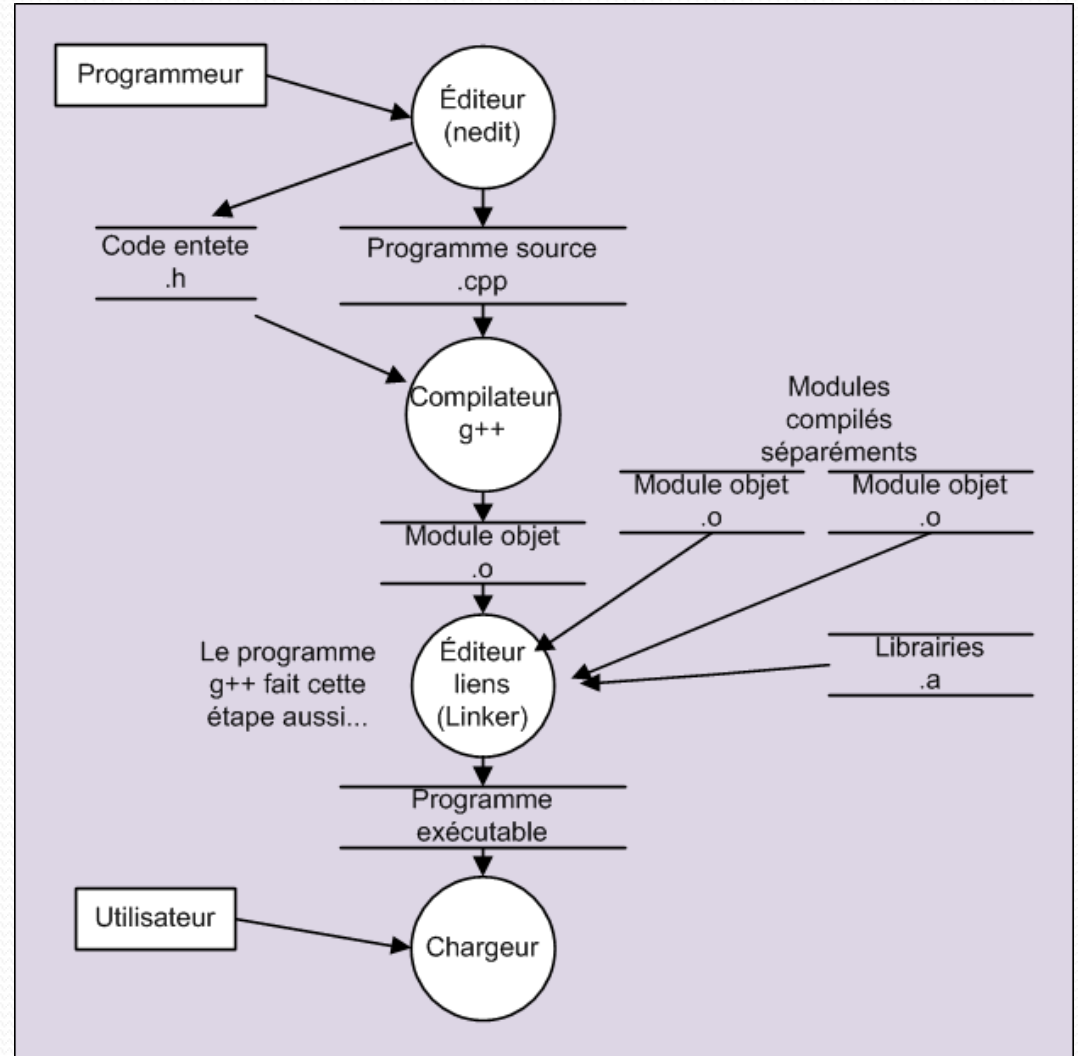 Programmeur
Éditeur
(nedit)
Code entete
.h
Programme source
.cpp
Compilateur
g++
Modules
compilés
séparéments
Module objet
.o
Module objet
.o
Module objet
.o
Le programme
g++ fait cette
étape aussi...
Éditeur
liens
(Linker)
Librairies
.a
Programme
exécutable
Utilisateur
Chargeur